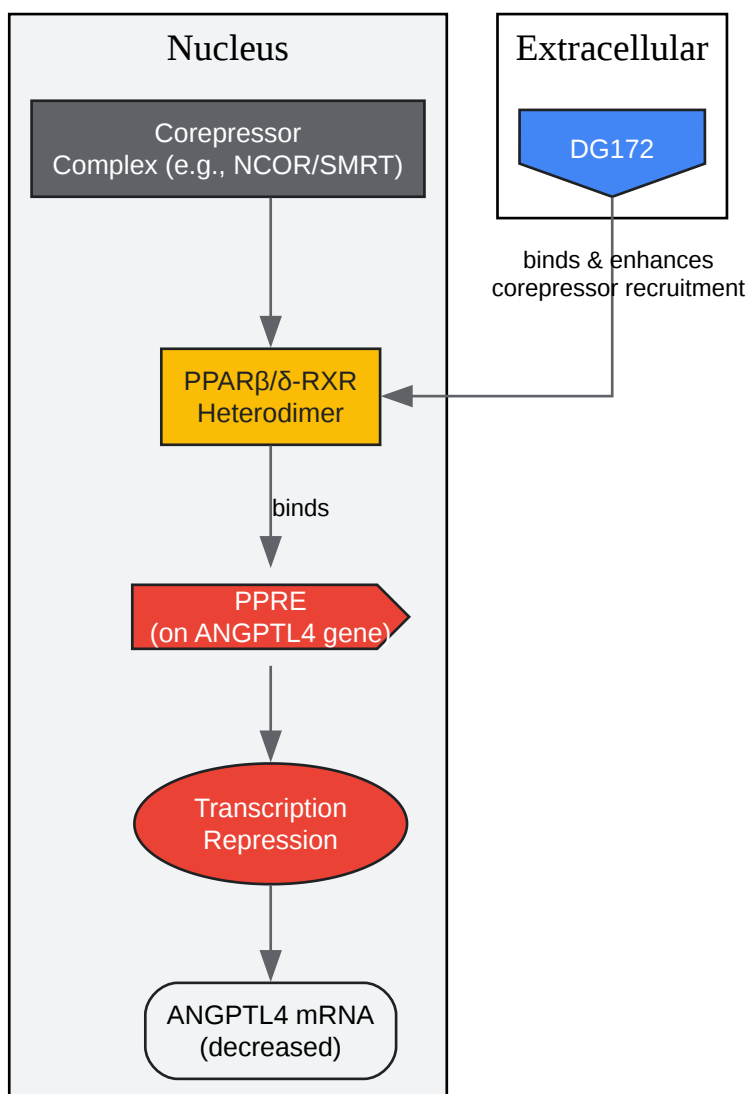 Nucleus
Extracellular
Corepressor
Complex (e.g., NCOR/SMRT)
DG172
binds & enhances
corepressor recruitment
PPARβ/δ-RXR
Heterodimer
binds
PPRE
(on ANGPTL4 gene)
Transcription
Repression
ANGPTL4 mRNA
(decreased)